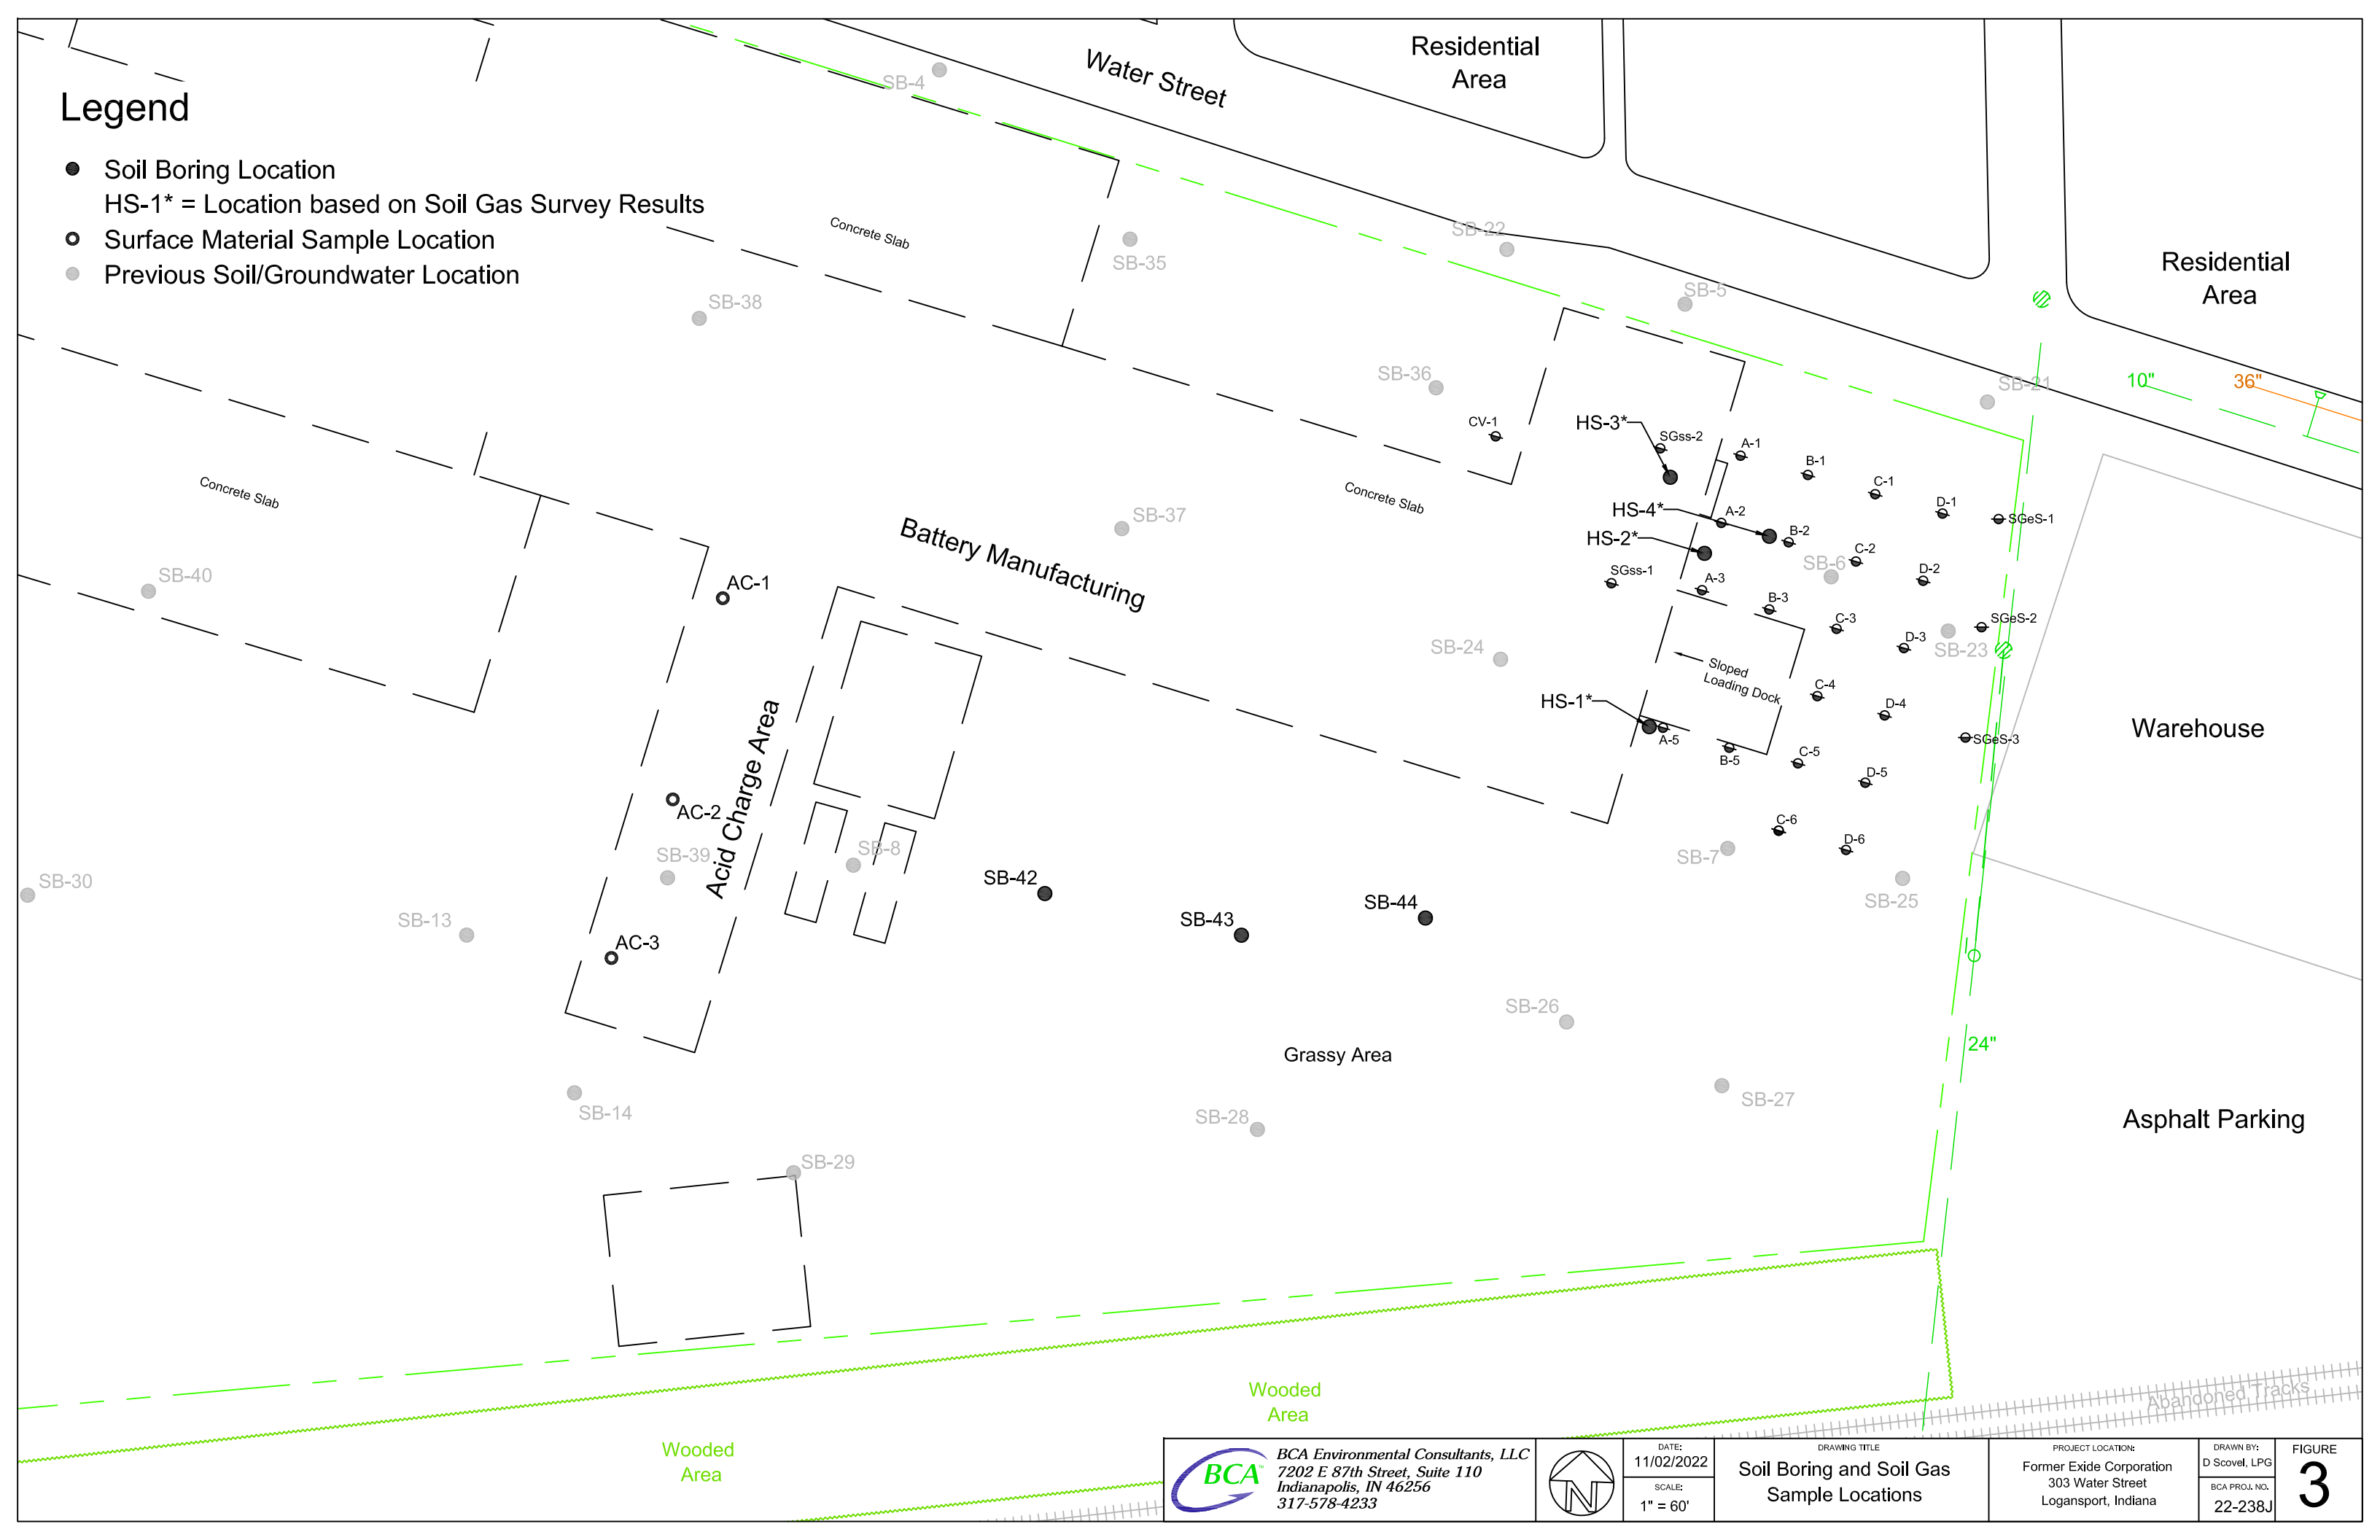 Legend
Soil Boring Location
HS-1* = Location based on Soil Gas Survey Results
Surface Material Sample Location
Previous Soil/Groundwater Location
SB-4
Water Street
Residential
Area
Residential
Area
Concrete Slab
SB-35
SB-22
SB-5
SB-38
SB-36
SB-21
10"
36"
CV-1
HS-3*
SGss-2
A-1
B-1
C-1
D-1
SGeS-1
Concrete Slab
Concrete Slab
HS-4*
A-2
B-2
HS-2*
SB-37
Battery Manufacturing
C-2
SB-6
D-2
SGss-1
A-3
B-3
C-3
SGeS-2
D-3
SB-23
SB-40
AC-1
SB-24
Sloped
Loading Dock
C-4
D-4
HS-1*
A-5
B-5
C-5
SGeS-3
D-5
Warehouse
Acid Charge Area
AC-2
C-6
D-6
SB-39
SB-8
SB-7
SB-30
SB-42
SB-25
SB-13
SB-43
SB-44
AC-3
SB-26
24"
Grassy Area
SB-14
SB-28
SB-27
Asphalt Parking
SB-29
Wooded
Area
Wooded
Area
Abandoned Tracks
BCA™
BCA Environmental Consultants, LLC
7202 E 87th Street, Suite 110
Indianapolis, IN 46256
317-578-4233
N
DATE:
11/02/2022
SCALE:
1" = 60'
DRAWING TITLE
Soil Boring and Soil Gas
Sample Locations
PROJECT LOCATION:
Former Exide Corporation
303 Water Street
Logansport, Indiana
DRAWN BY:
D Scovel, LPG
BCA PROJ. NO.
22-238J
FIGURE
3